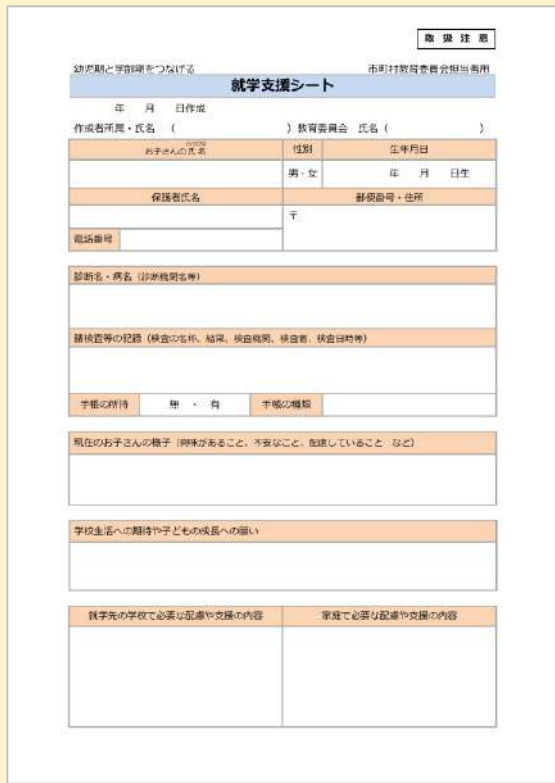 取扱注意
幼児期と学齢期をつなげる 市町村教育委員会担当者用
就学支援シート
年 月 日作成
作成者所属・氏名 ( ) 教育委員会 氏名 ( )
お子さんの氏名 性別 生年月日
男・女 年 月 日生
保護者氏名 郵便番号・住所
〒
電話番号
診断名・病名（診断機関名等）
諸検査等の記録（検査の名称、結果、検査機関、検査者、検査日時等）
手帳の所持 無 ・ 有 手帳の種類
現在のお子さんの様子（興味があること、不安なこと、配慮していること など）
学校生活への期待や子どもの成長への願い
就学先の学校で必要な配慮や支援の内容 家庭で必要な配慮や支援の内容